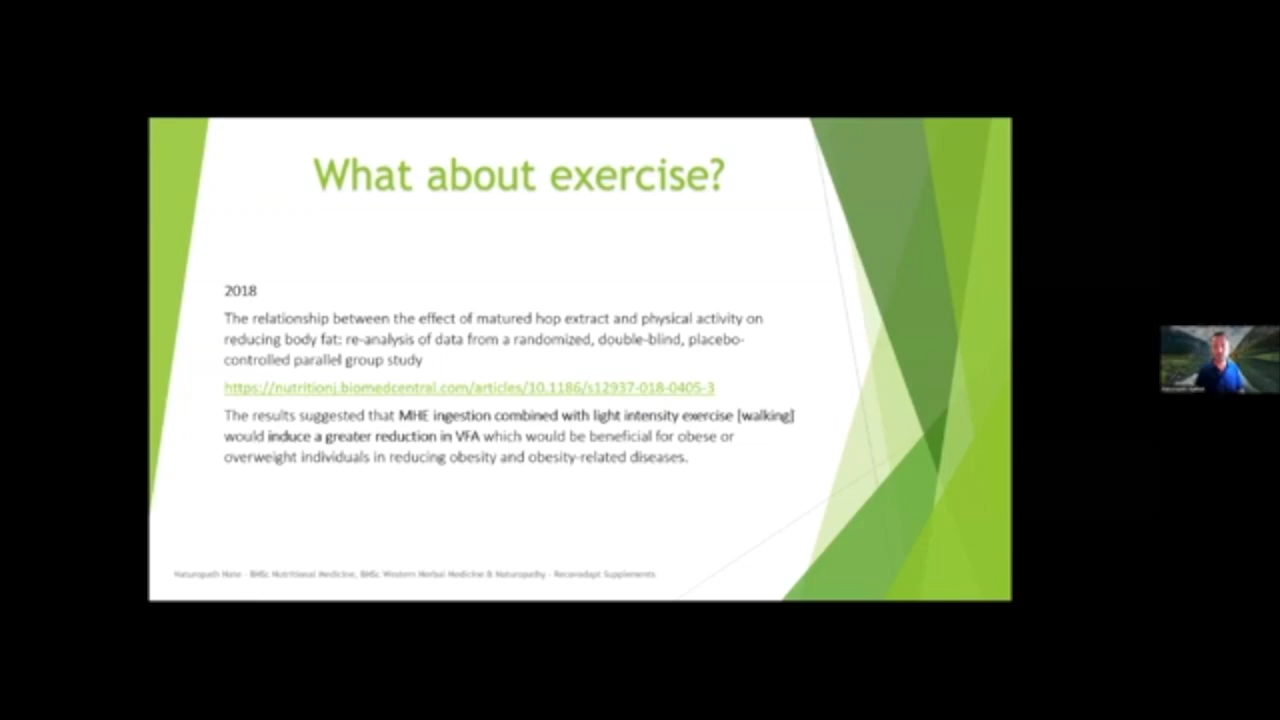 What about exercise?
2018
The relationship between the effect of matured hop extract and physical activity on
reducing body fat: re-analysis of data from a randomized, double-blind, placebo-
controlled parallel group study
https://nutritionj.biomedcentral.com/articles/10.1186/s12937-018-0405-3
The results suggested that MHE ingestion combined with light intensity exercise [walking]
would induce a greater reduction in VFA which would be beneficial for obese or
overweight individuals in reducing obesity and obesity-related diseases.
Naturopath Nate - BHSc Nutritional Medicine, BHSc Western Herbal Medicine & Naturopathy - Recovadapt Supplements